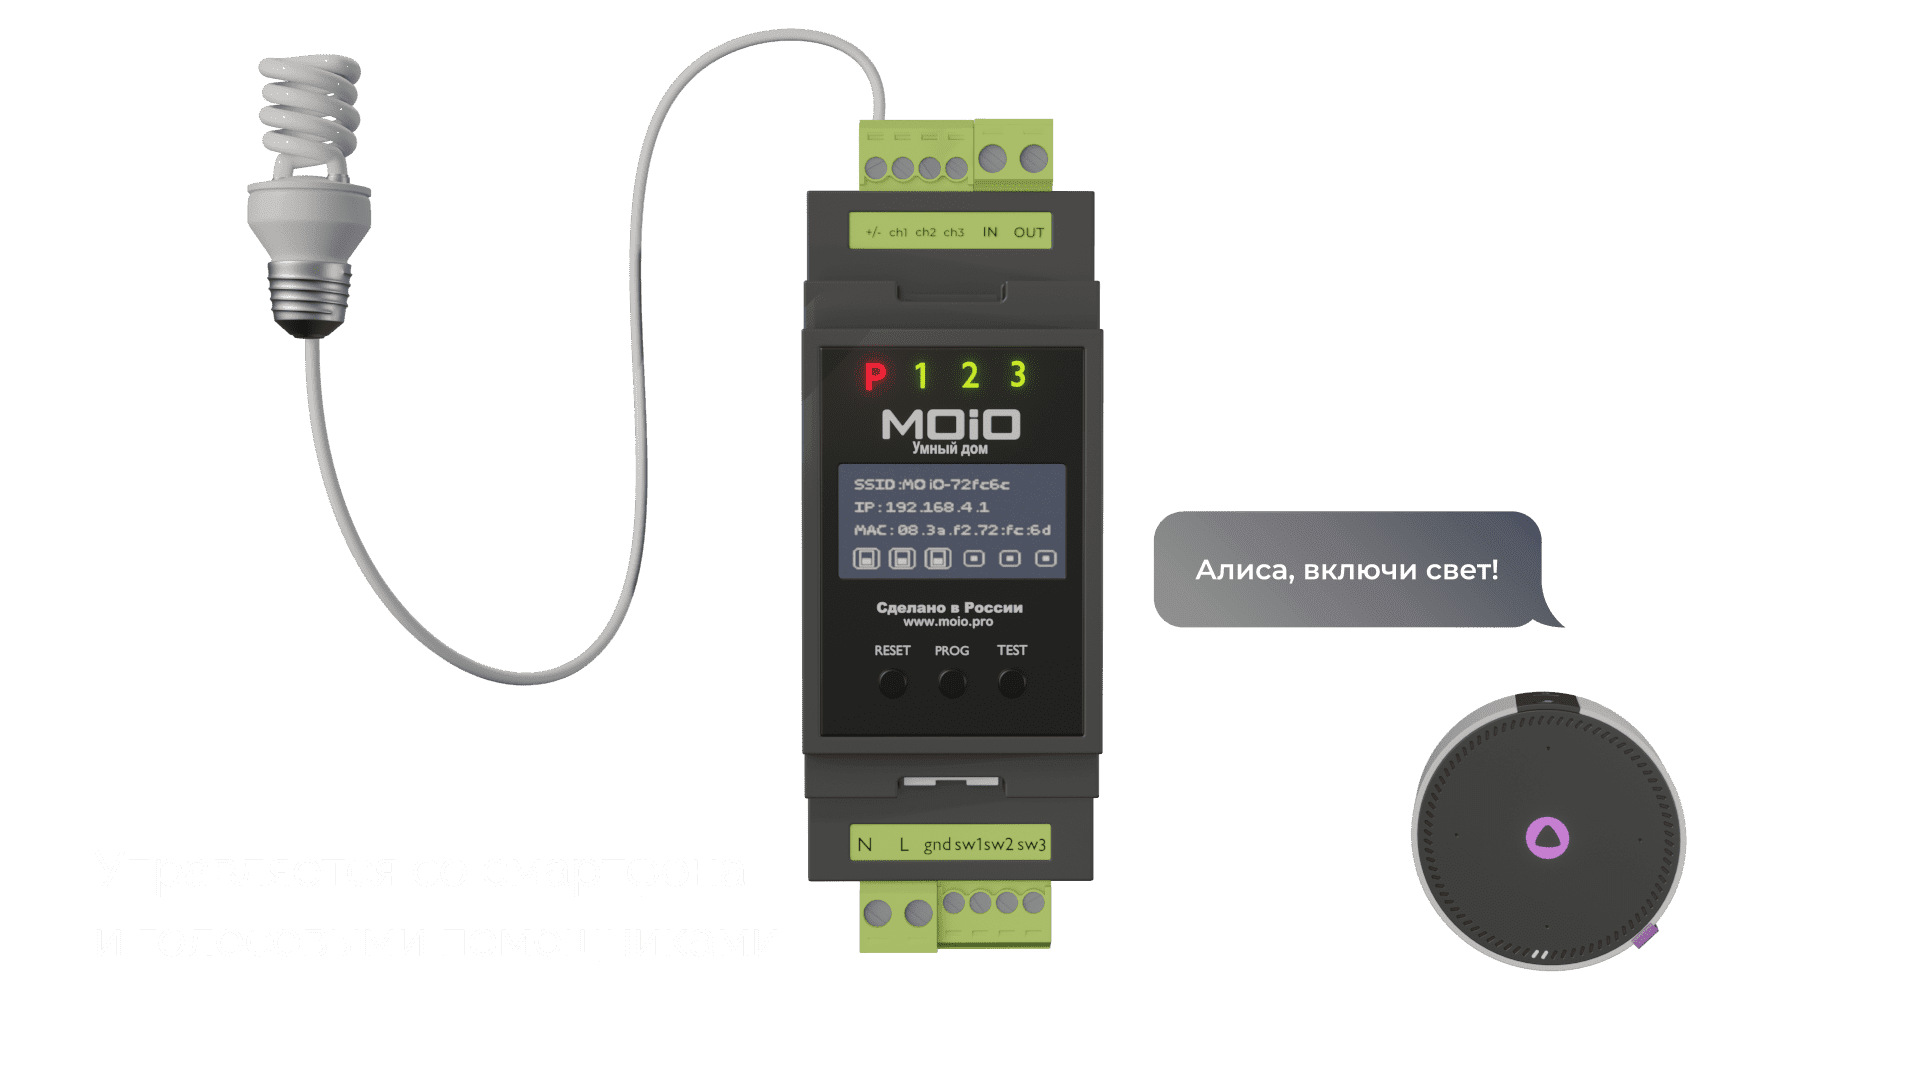 +/- ch1 ch2 ch3 IN OUT
P 1 2 3
MOiO
Умный дом
SSID:MOiO-72fc6c
IP:192.168.4.1
MAC:08.3a.f2.72:fc:6d
Сделано в России
www.moio.pro
RESET PROG TEST
Алиса, включи свет!
N L gnd sw1 sw2 sw3